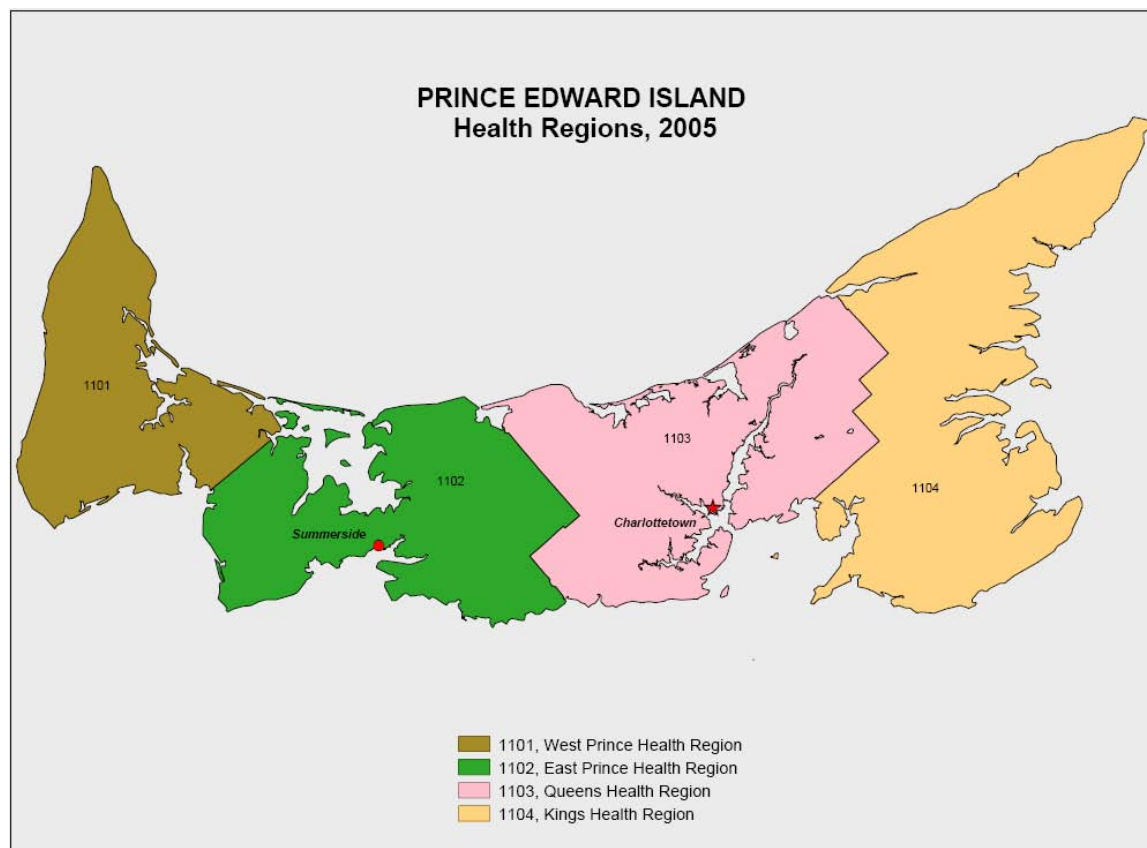 PRINCE EDWARD ISLAND
Health Regions, 2005
1101
1102
1103
1104
Summerside
Charlottetown
1101, West Prince Health Region
1102, East Prince Health Region
1103, Queens Health Region
1104, Kings Health Region